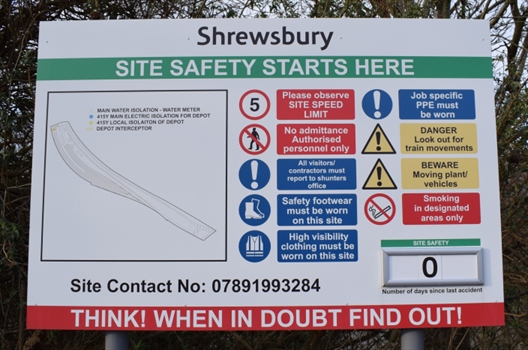 Shrewsbury
SITE SAFETY STARTS HERE
MAIN WATER ISOLATION - WATER METER
415V MAIN ELECTRIC ISOLATION FOR DEPOT
415V LOCAL ISOLAITON OF DEPOT
DEPOT INTERCEPTOR
5
Please observe
SITE SPEED
LIMIT
No admittance
Authorised
personnel only
All visitors/
contractors must
report to shunters
office
Safety footwear
must be worn
on this site
High visibility
clothing must be
worn on this site
Job specific
PPE must
be worn
DANGER
Look out for
train movements
BEWARE
Moving plant/
vehicles
Smoking
in designated
areas only
SITE SAFETY
0
Number of days since last accident
Site Contact No: 07891993284
THINK! WHEN IN DOUBT FIND OUT!